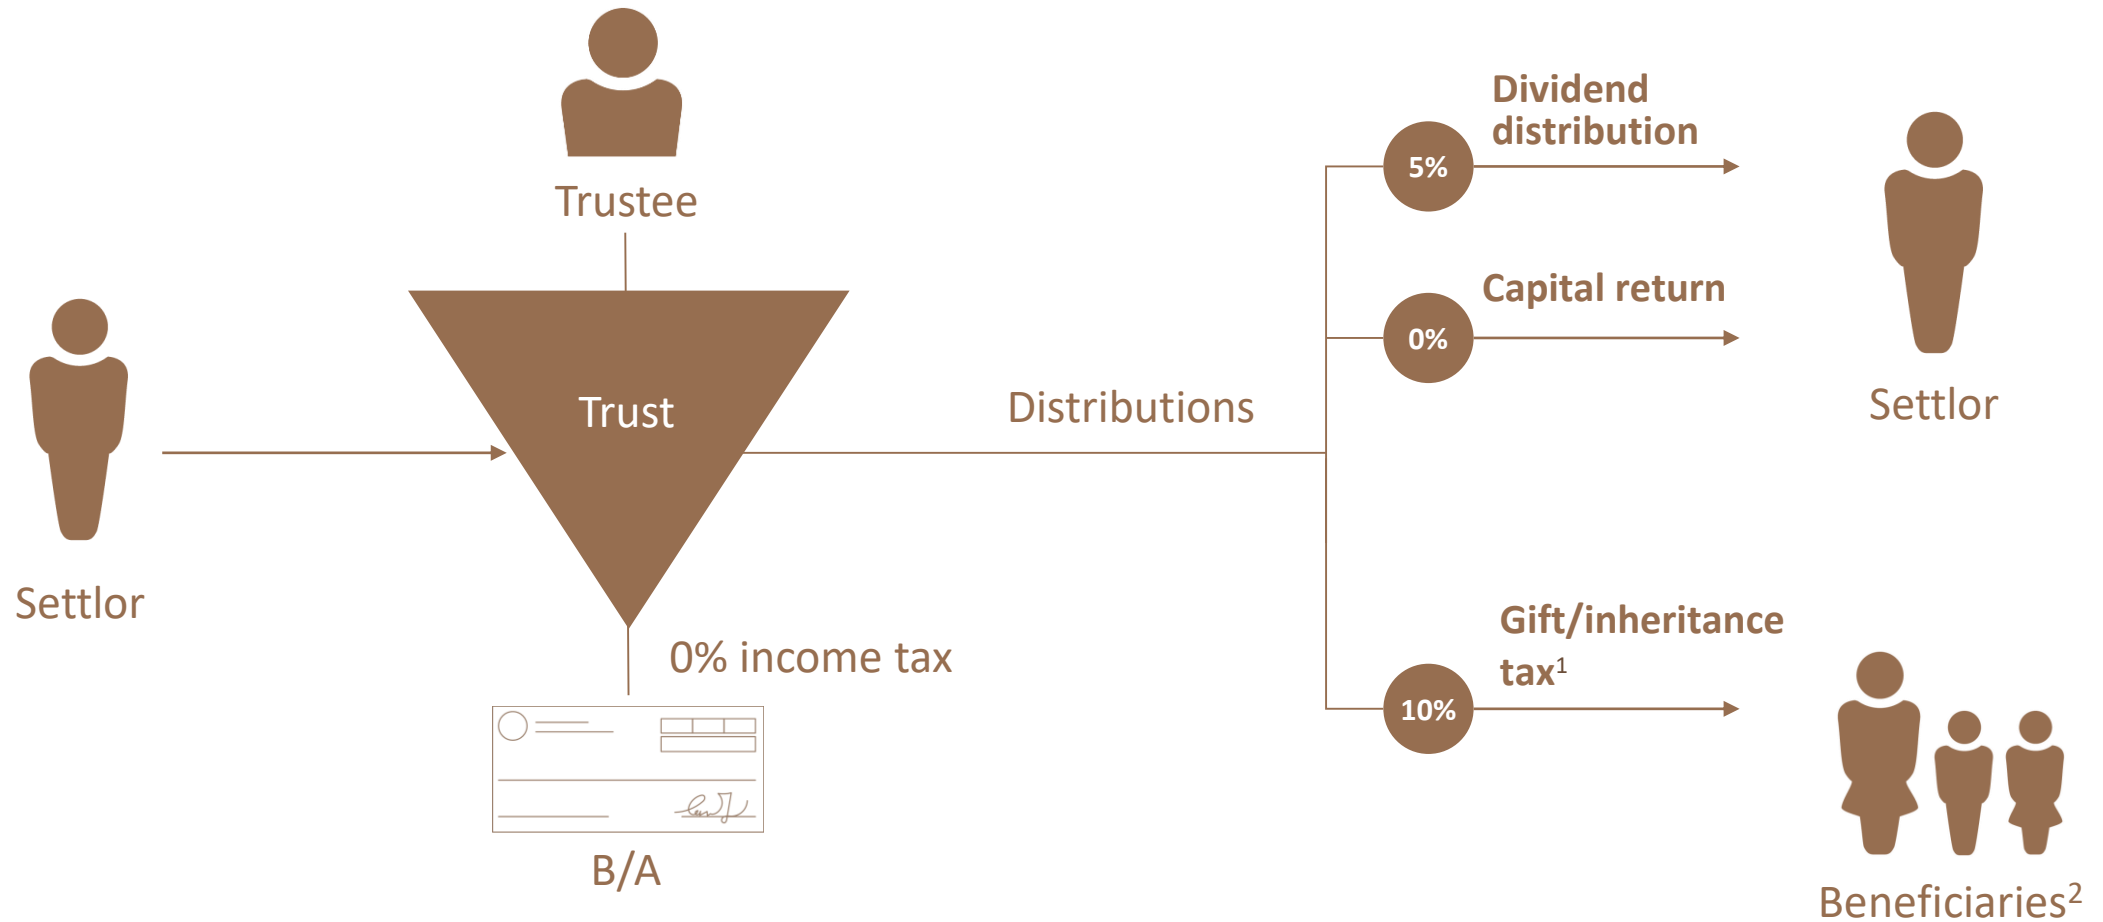 Trustee
Settlor
Trust
0% income tax
B/A
Distributions
5%
Dividend
distribution
0%
Capital return
Settlor
10%
Gift/inheritance
tax¹
Beneficiaries²